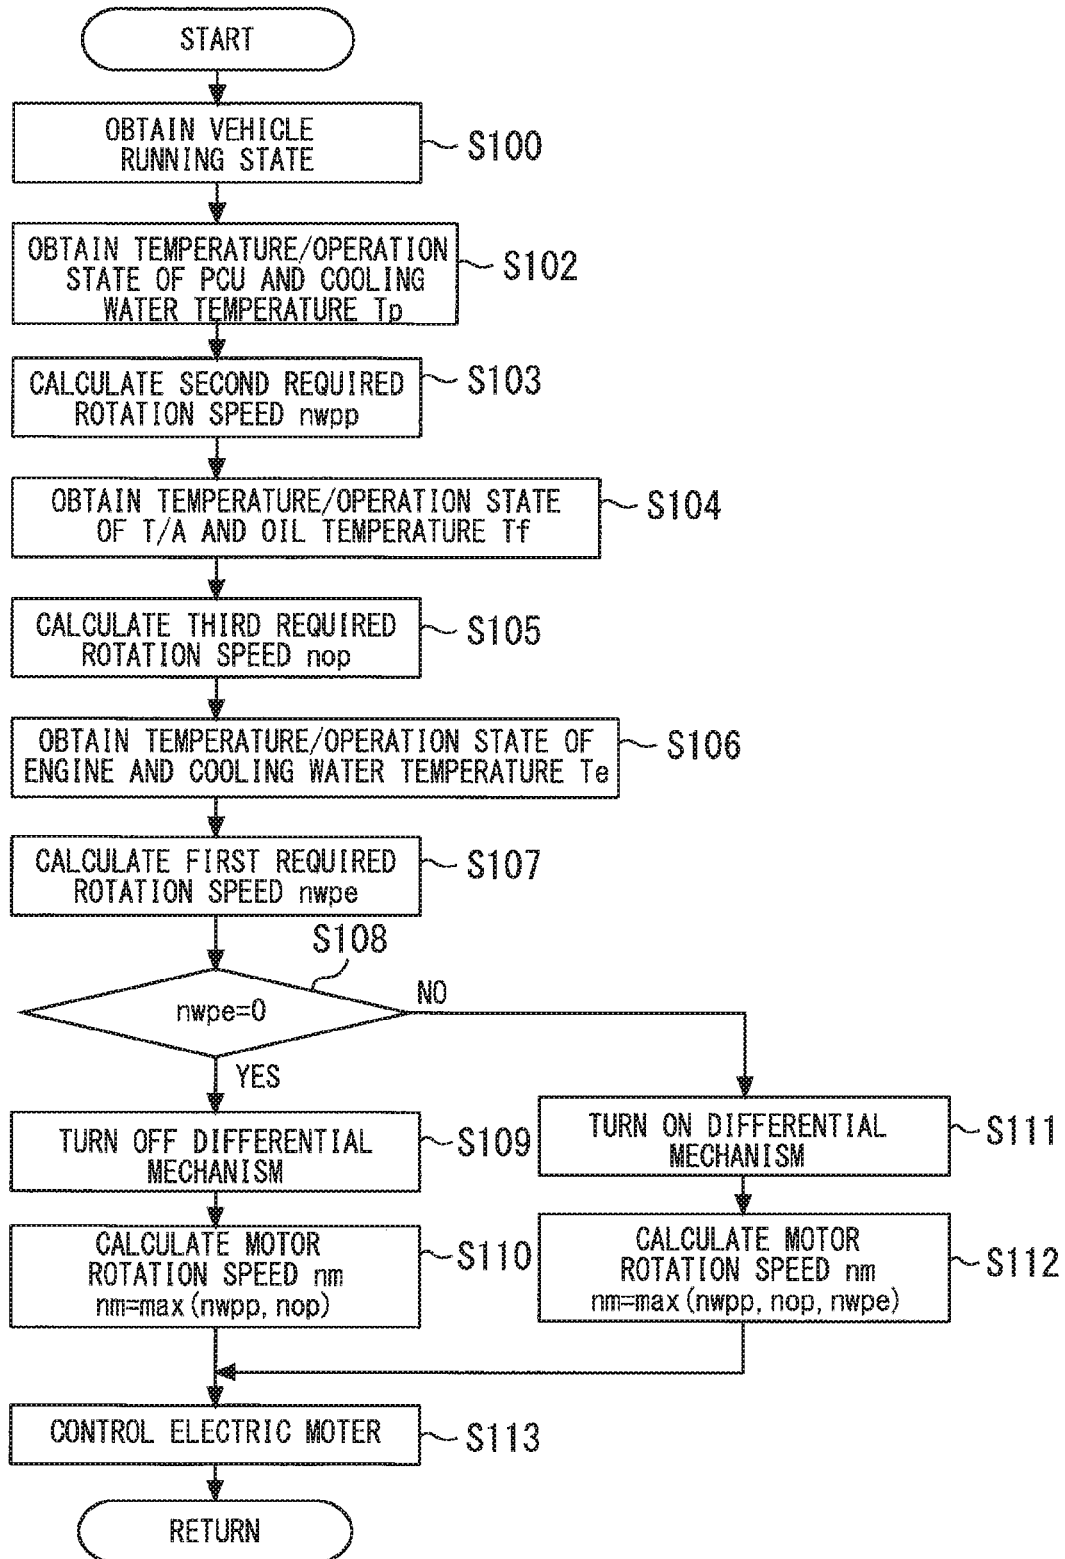 START
OBTAIN VEHICLE
RUNNING STATE
S100
OBTAIN TEMPERATURE/OPERATION
STATE OF PCU AND COOLING
WATER TEMPERATURE Tp
S102
CALCULATE SECOND REQUIRED
ROTATION SPEED nwpp
S103
OBTAIN TEMPERATURE/OPERATION STATE
OF T/A AND OIL TEMPERATURE Tf
S104
CALCULATE THIRD REQUIRED
ROTATION SPEED nop
S105
OBTAIN TEMPERATURE/OPERATION STATE OF
ENGINE AND COOLING WATER TEMPERATURE Te
S106
CALCULATE FIRST REQUIRED
ROTATION SPEED nwpe
S107
S108
nwpe=0
NO
YES
TURN OFF DIFFERENTIAL
MECHANISM
S109
TURN ON DIFFERENTIAL
MECHANISM
S111
CALCULATE MOTOR
ROTATION SPEED nm
nm=max(nwpp, nop)
S110
CALCULATE MOTOR
ROTATION SPEED nm
nm=max(nwpp, nop, nwpe)
S112
CONTROL ELECTRIC MOTER
S113
RETURN